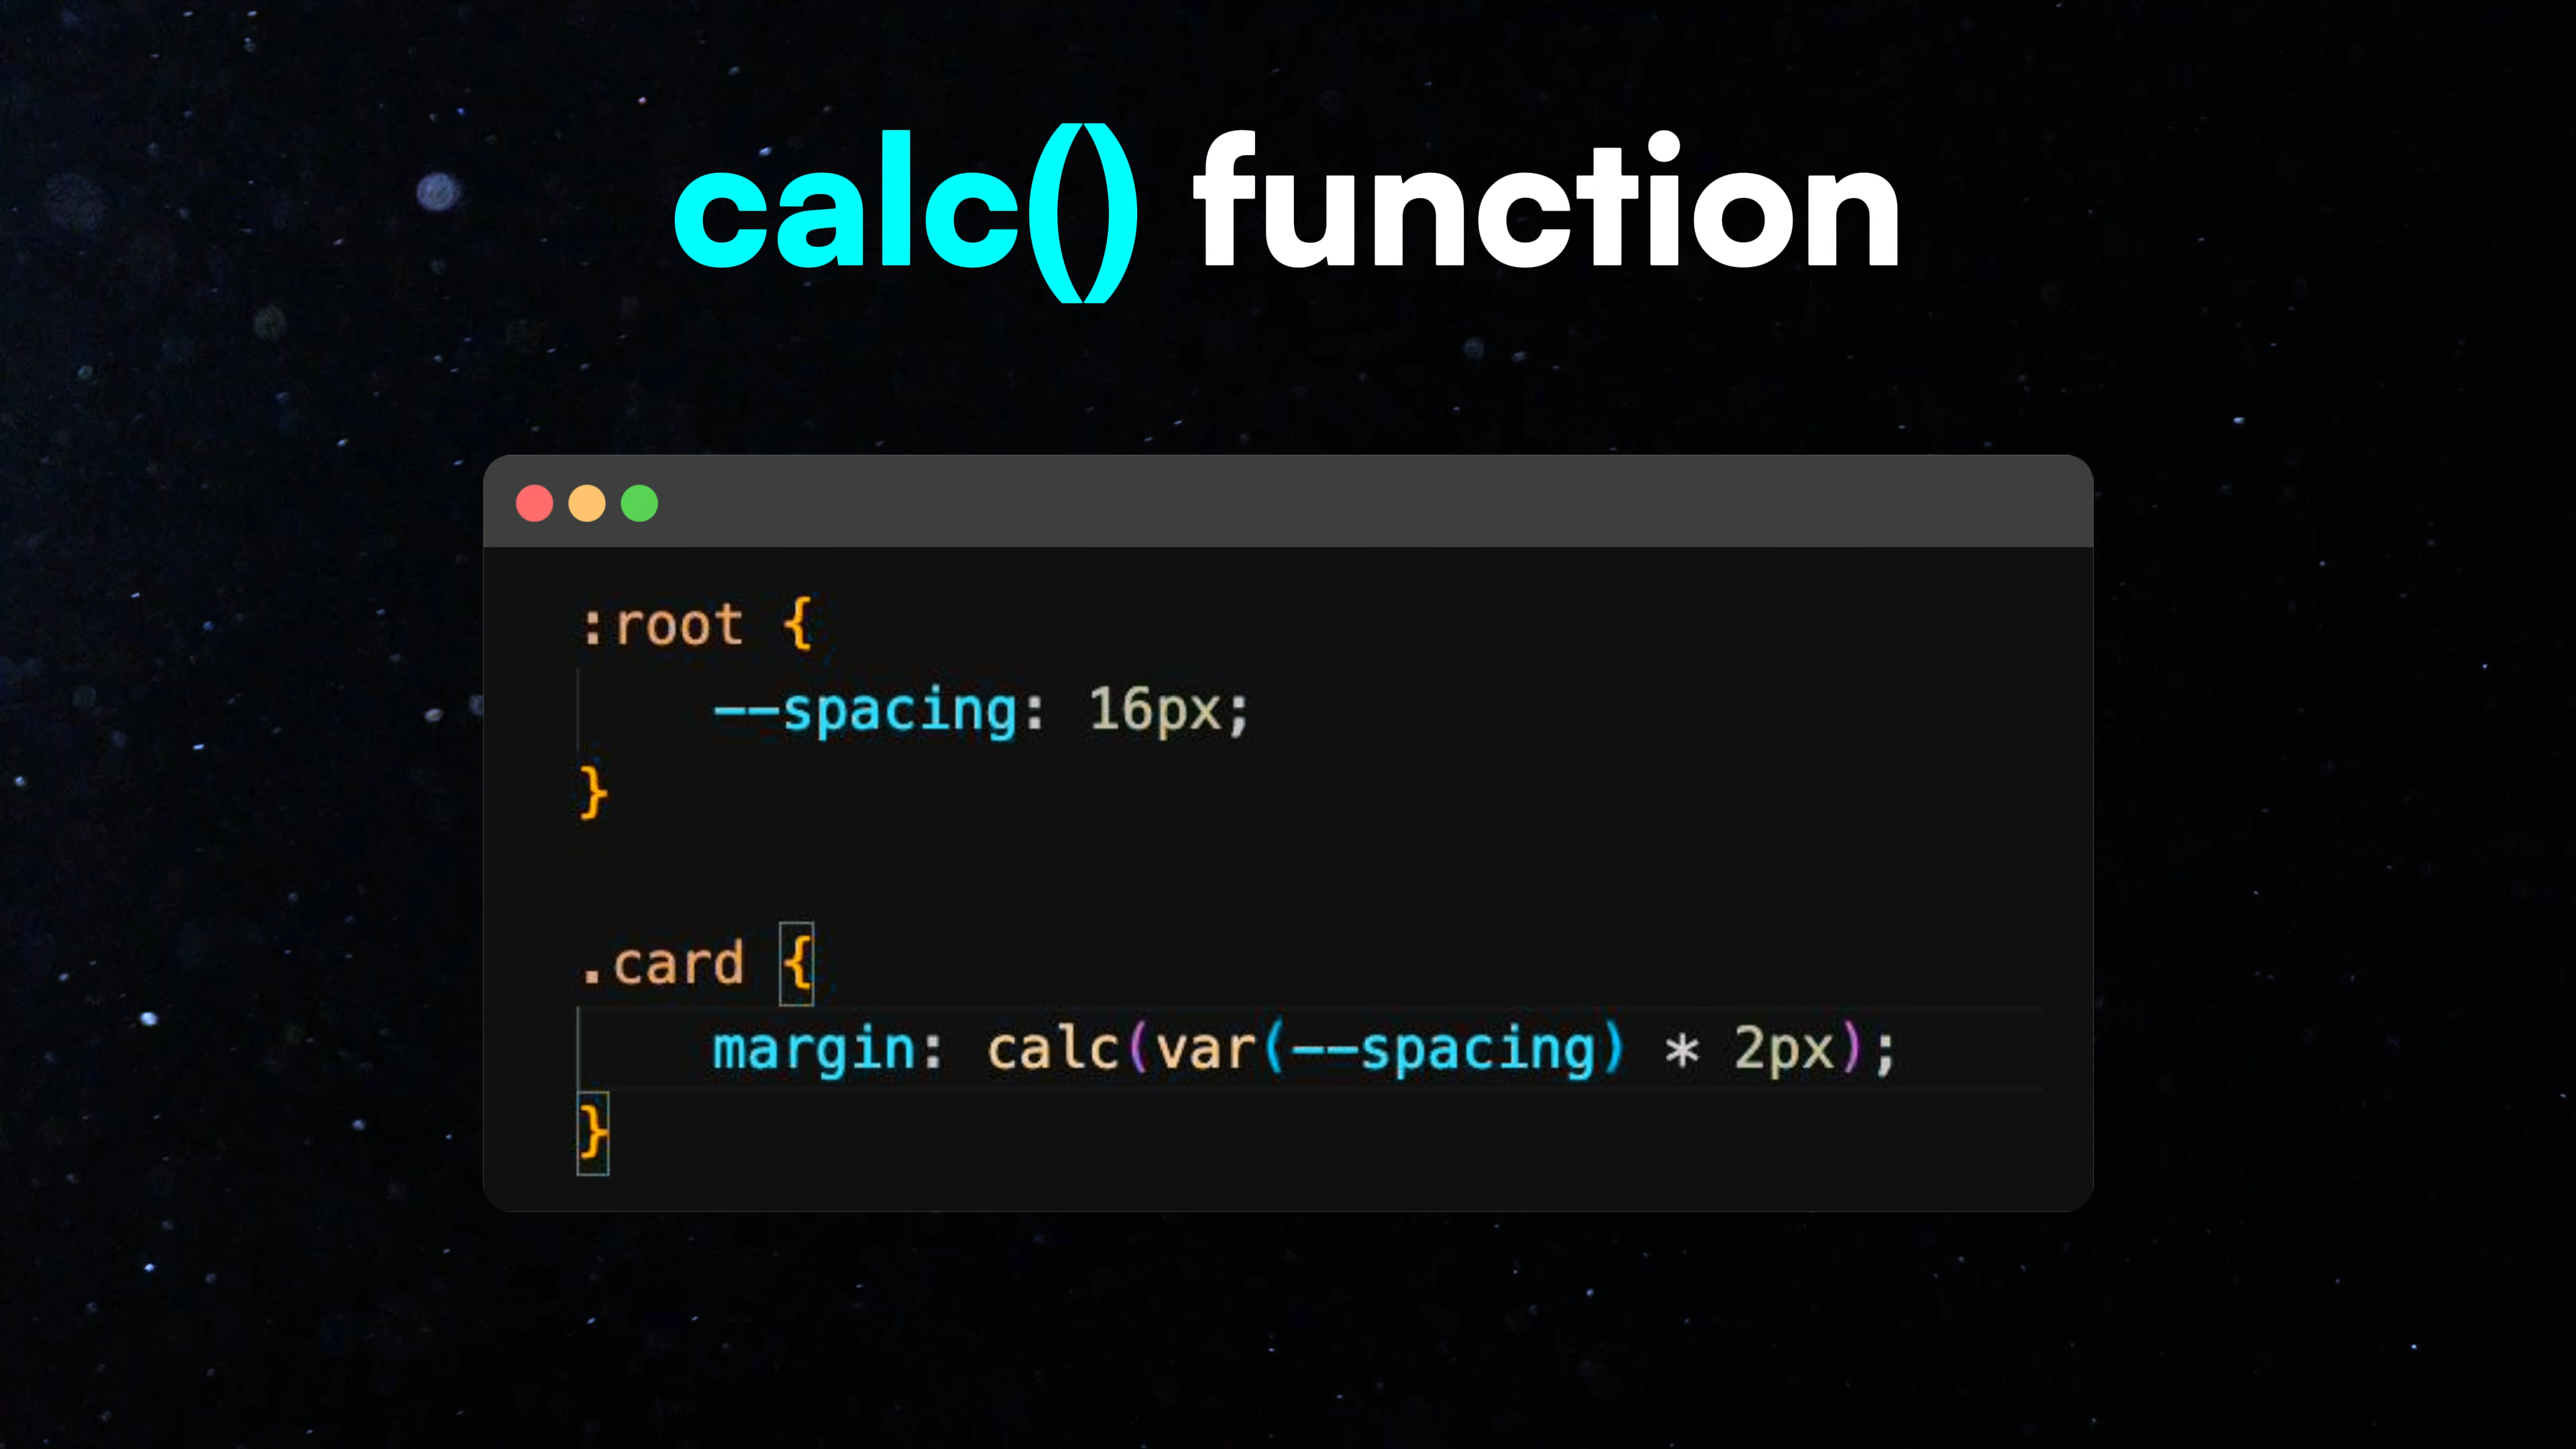 calc() function
:root {
    --spacing: 16px;
}
.card {
    margin: calc(var(--spacing) * 2px);
}